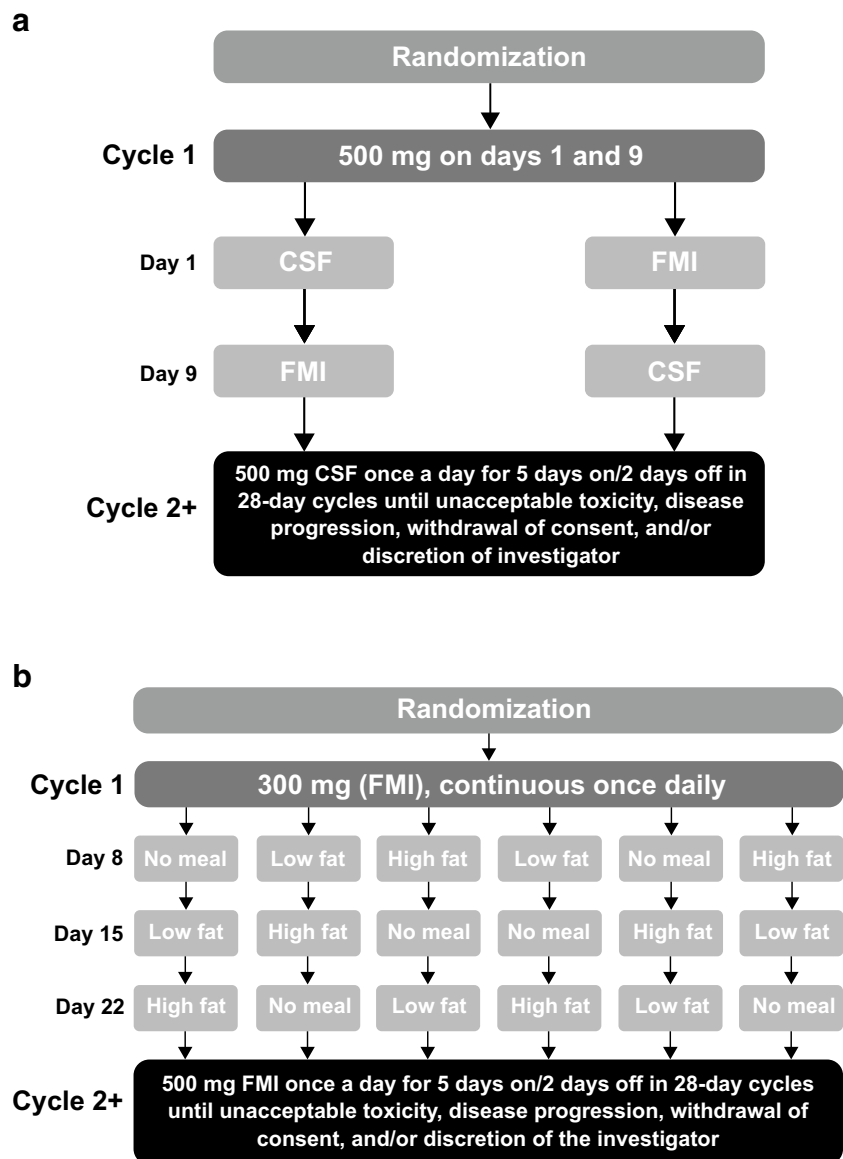 a
Randomization
Cycle 1
500 mg on days 1 and 9
Day 1
CSF
FMI
Day 9
FMI
CSF
Cycle 2+
500 mg CSF once a day for 5 days on/2 days off in
28-day cycles until unacceptable toxicity, disease
progression, withdrawal of consent, and/or
discretion of investigator
b
Randomization
Cycle 1
300 mg (FMI), continuous once daily
Day 8
No meal
Low fat
High fat
Low fat
No meal
High fat
Day 15
Low fat
High fat
No meal
No meal
High fat
Low fat
Day 22
High fat
No meal
Low fat
High fat
Low fat
No meal
Cycle 2+
500 mg FMI once a day for 5 days on/2 days off in 28-day cycles
until unacceptable toxicity, disease progression, withdrawal of
consent, and/or discretion of the investigator